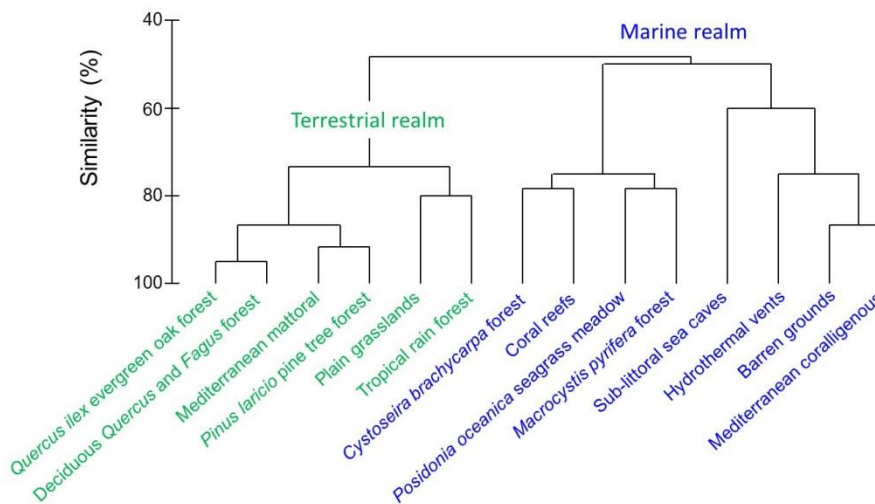 40
Marine realm
Similarity (%)
60
Terrestrial realm
80
100
Quercus ilex evergreen oak forest
Deciduous Quercus and Fagus forest
Mediterranean mattoral
Pinus laricio pine tree forest
Plain grasslands
Tropical rain forest
Cystoseira brachycarpa forest
Coral reefs
Posidonia oceanica seagrass meadow
Macrocystis pyrifera forest
Sub-littoral sea caves
Hydrothermal vents
Barren grounds
Mediterranean coralligenous